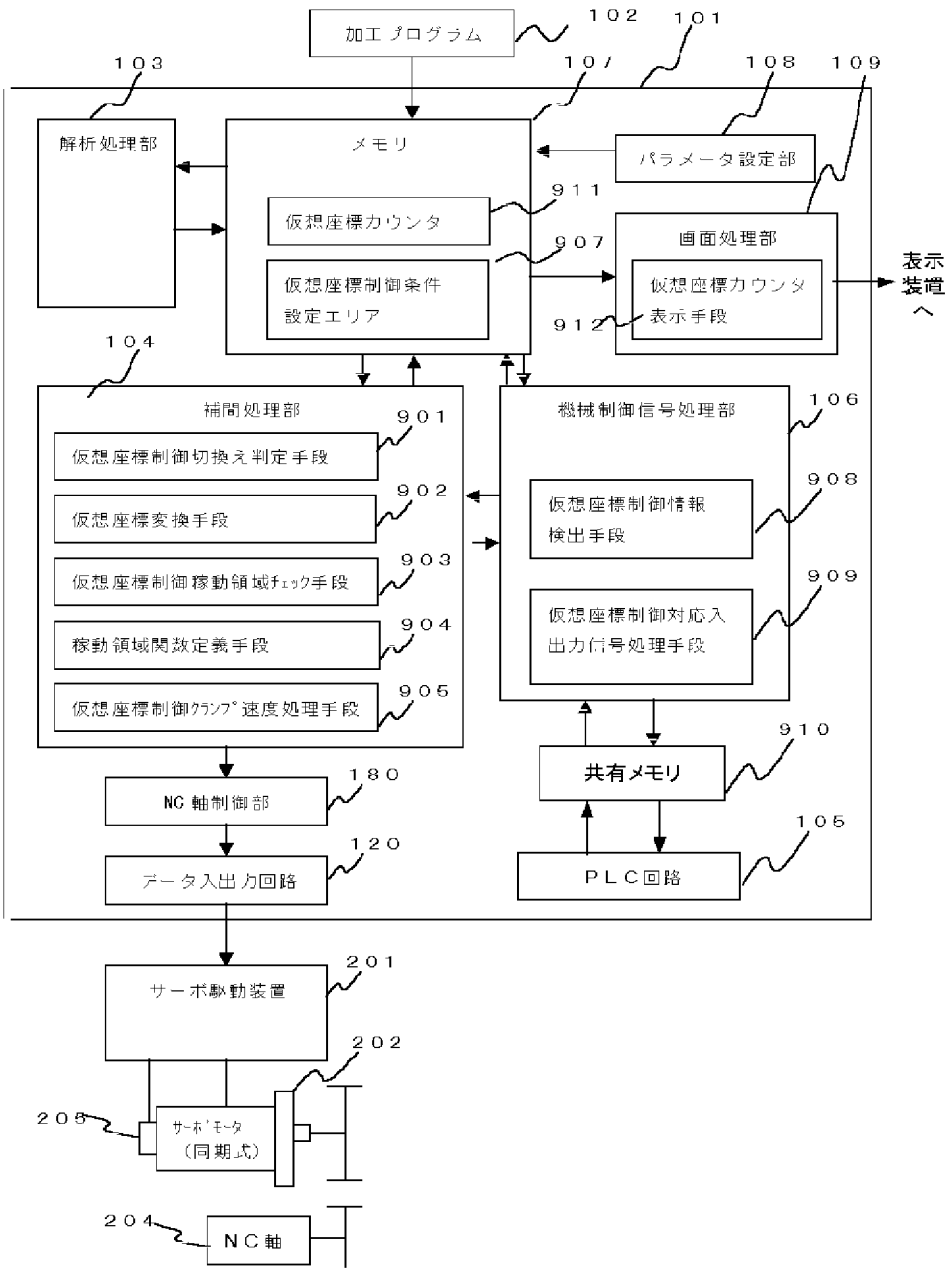 加工プログラム
102
101
103
107
108
109
解析処理部
メモリ
パラメータ設定部
911
仮想座標カウンタ
907
仮想座標制御条件
設定エリア
画面処理部
仮想座標カウンタ
表示手段
912
表示
装置
へ
104
補間処理部
901
仮想座標制御切換え判定手段
902
仮想座標変換手段
903
仮想座標制御稼動領域ﾁｪｯｸ手段
904
稼動領域関数定義手段
905
仮想座標制御ｸﾗﾝﾌﾟ速度処理手段
機械制御信号処理部
106
仮想座標制御情報
検出手段
908
仮想座標制御対応入
出力信号処理手段
909
180
NC軸制御部
910
共有メモリ
120
データ入出力回路
105
PLC回路
201
サーボ駆動装置
202
205
ｻｰﾎﾞﾓｰﾀ
(同期式)
204
NC軸